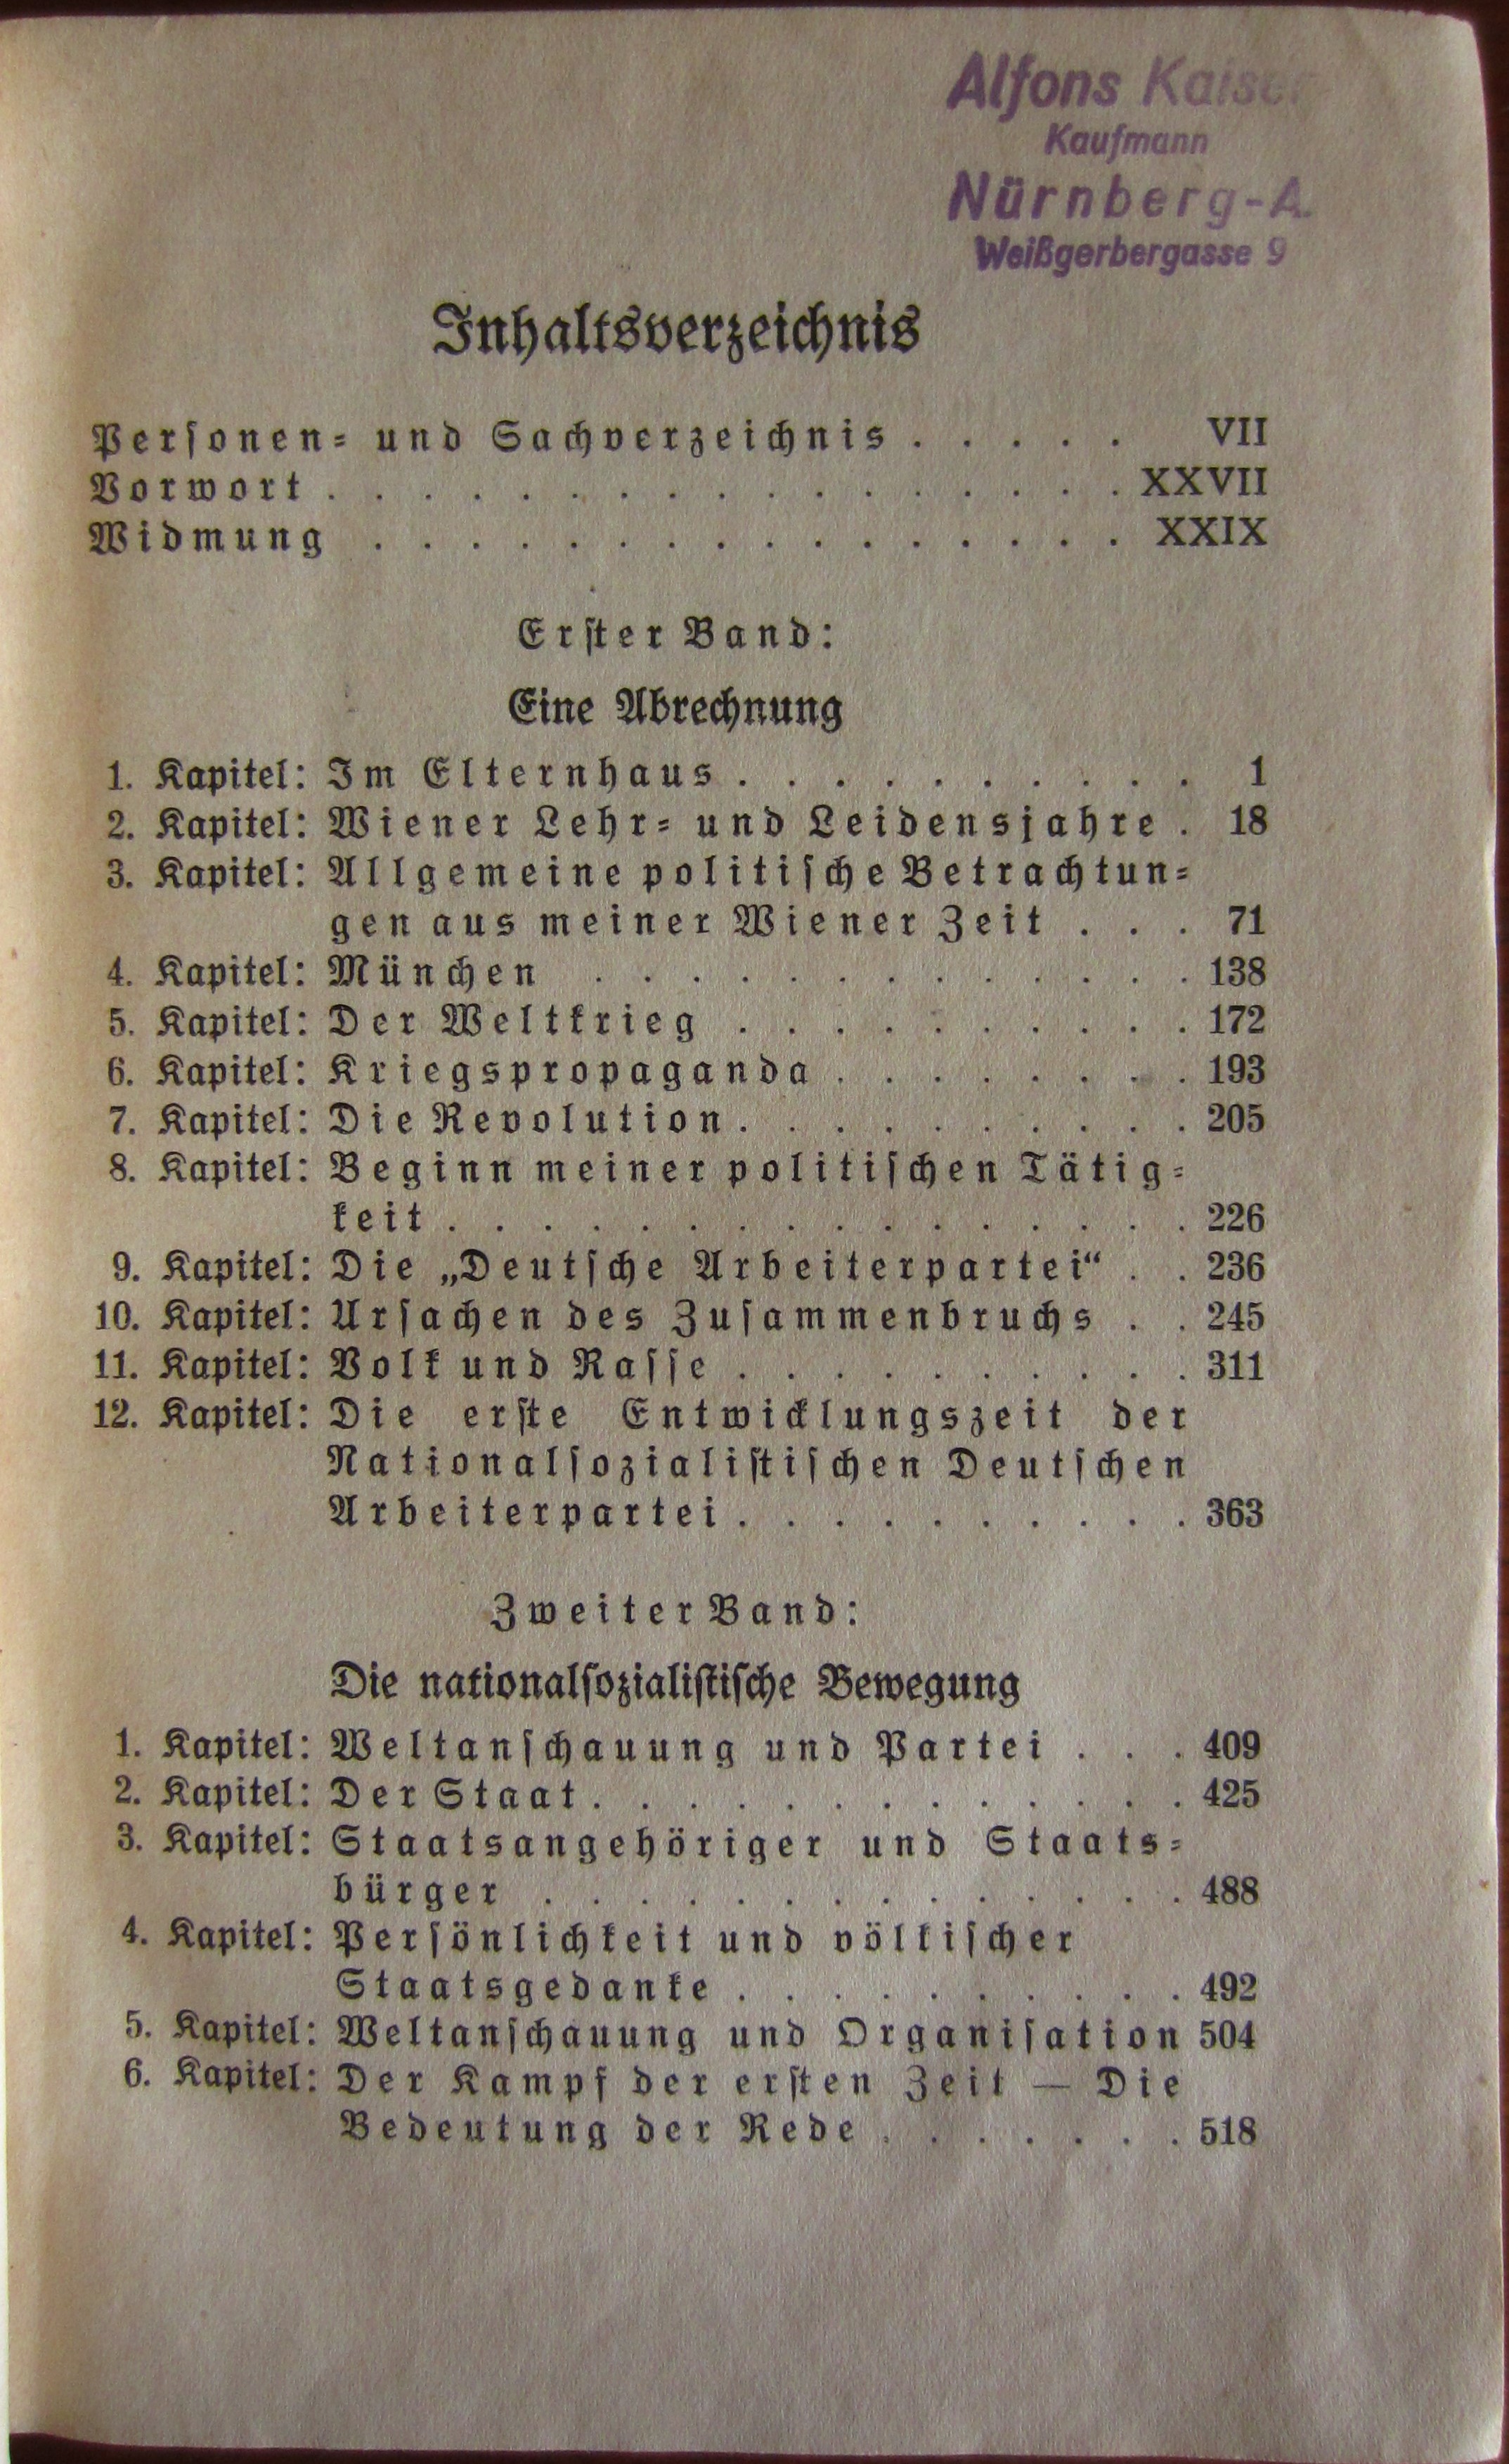 Alfons Kaiser
Kaufmann
Nürnberg-A.
Weißgerbergasse 9
Inhaltsverzeichnis
Personen- und Sachverzeichnis . . . . . VII
Vorwort . . . . . . . . . . . . . . . . . XXVII
Widmung . . . . . . . . . . . . . . . . XXIX
Erster Band:
Eine Abrechnung
1. Kapitel: Im Elternhaus . . . . . . . . . . 1
2. Kapitel: Wiener Lehr- und Leidensjahre . 18
3. Kapitel: Allgemeine politische Betrachtun-
gen aus meiner Wiener Zeit . . . 71
4. Kapitel: München . . . . . . . . . . . . . 138
5. Kapitel: Der Weltkrieg . . . . . . . . . . 172
6. Kapitel: Kriegspropaganda . . . . . . . . 193
7. Kapitel: Die Revolution . . . . . . . . . . 205
8. Kapitel: Beginn meiner politischen Tätig-
keit . . . . . . . . . . . . . . . . 226
9. Kapitel: Die „Deutsche Arbeiterpartei“ . . 236
10. Kapitel: Ursachen des Zusammenbruchs . . 245
11. Kapitel: Volk und Rasse . . . . . . . . . . 311
12. Kapitel: Die erste Entwicklungszeit der
Nationalsozialistischen Deutschen
Arbeiterpartei . . . . . . . . . . 363
Zweiter Band:
Die nationalsozialistische Bewegung
1. Kapitel: Weltanschauung und Partei . . . 409
2. Kapitel: Der Staat . . . . . . . . . . . . . 425
3. Kapitel: Staatsangehöriger und Staats-
bürger . . . . . . . . . . . . . . 488
4. Kapitel: Persönlichkeit und völkischer
Staatsgedanke . . . . . . . . . . 492
5. Kapitel: Weltanschauung und Organisation 504
6. Kapitel: Der Kampf der ersten Zeit — Die
Bedeutung der Rede . . . . . . . 518